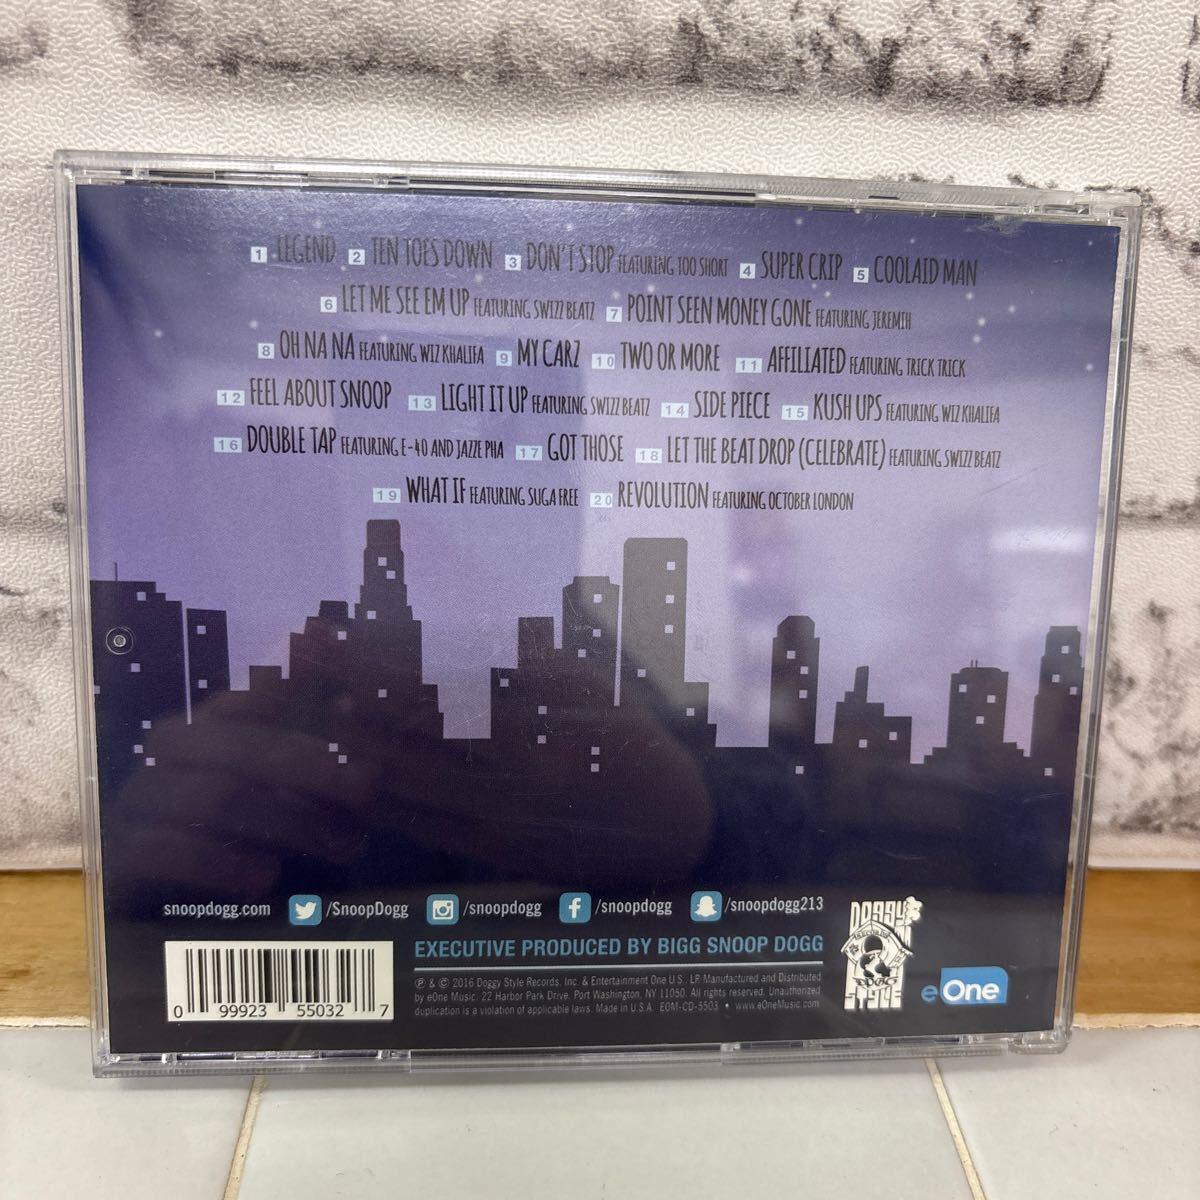 1 LEGEND 2 TEN TOES DOWN 3 DON'T STOP FEATURING TOO SHORT 4 SUPER CRIP 5 COOLAID MAN
6 LET ME SEE EM UP FEATURING SWIZZ BEATZ 7 POINT SEEN MONEY GONE FEATURING JEREMIH
8 OH NA NA FEATURING WIZ KHALIFA 9 MY CARZ 10 TWO OR MORE 11 AFFILIATED FEATURING TRICK TRICK
12 FEEL ABOUT SNOOP 13 LIGHT IT UP FEATURING SWIZZ BEATZ 14 SIDE PIECE 15 KUSH UPS FEATURING WIZ KHALIFA
16 DOUBLE TAP FEATURING E-40 AND JAZZE PHA 17 GOT THOSE 18 LET THE BEAT DROP (CELEBRATE) FEATURING SWIZZ BEATZ
19 WHAT IF FEATURING SUGA FREE 20 REVOLUTION FEATURING OCTOBER LONDON
snoopdogg.com /SnoopDogg /snoopdogg /snoopdogg /snoopdogg213
EXECUTIVE PRODUCED BY BIGG SNOOP DOGG
℗ & © 2016 Doggy Style Records, Inc. & Entertainment One U.S. LP Manufactured and Distributed
by eOne Music. 22 Harbor Park Drive, Port Washington, NY 11050. All rights reserved. Unauthorized
duplication is a violation of applicable laws. Made in U.S.A. EOM-CD-5503 • www.eOneMusic.com
0 99923 55032 7
DOGGY
RECORDS
STYLE
eOne